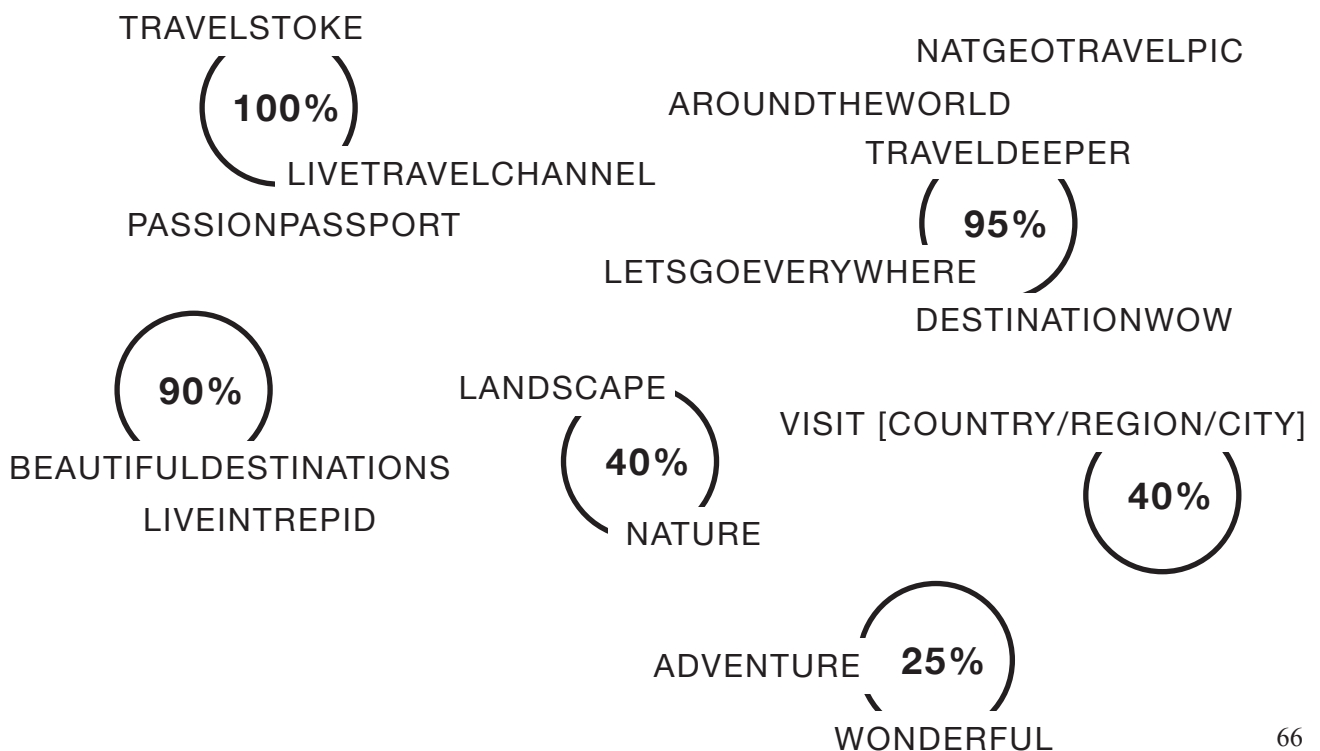 TRAVELSTOKE
100%
LIVETRAVELCHANNEL
PASSIONPASSPORT
NATGEOTRAVELPIC
AROUNDTHEWORLD
TRAVELDEEPER
95%
LETSGOEVERYWHERE
DESTINATIONWOW
90%
BEAUTIFULDESTINATIONS
LIVEINTREPID
LANDSCAPE
40%
NATURE
VISIT [COUNTRY/REGION/CITY]
40%
ADVENTURE
25%
WONDERFUL
66